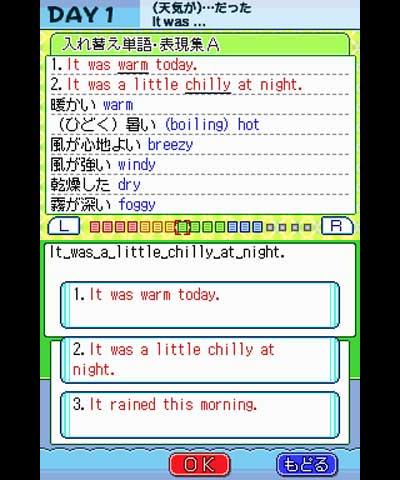 DAY 1
(天気が)…だった
It was ...
入れ替え単語・表現集 A
1. It was warm today.
2. It was a little chilly at night.
暖かい warm
(ひどく)暑い (boiling) hot
風が心地よい breezy
風が強い windy
乾燥した dry
霧が深い foggy
L R
It_was_a_little_chilly_at_night.
1. It was warm today.
2. It was a little chilly at
night.
3. It rained this morning.
OK もどる